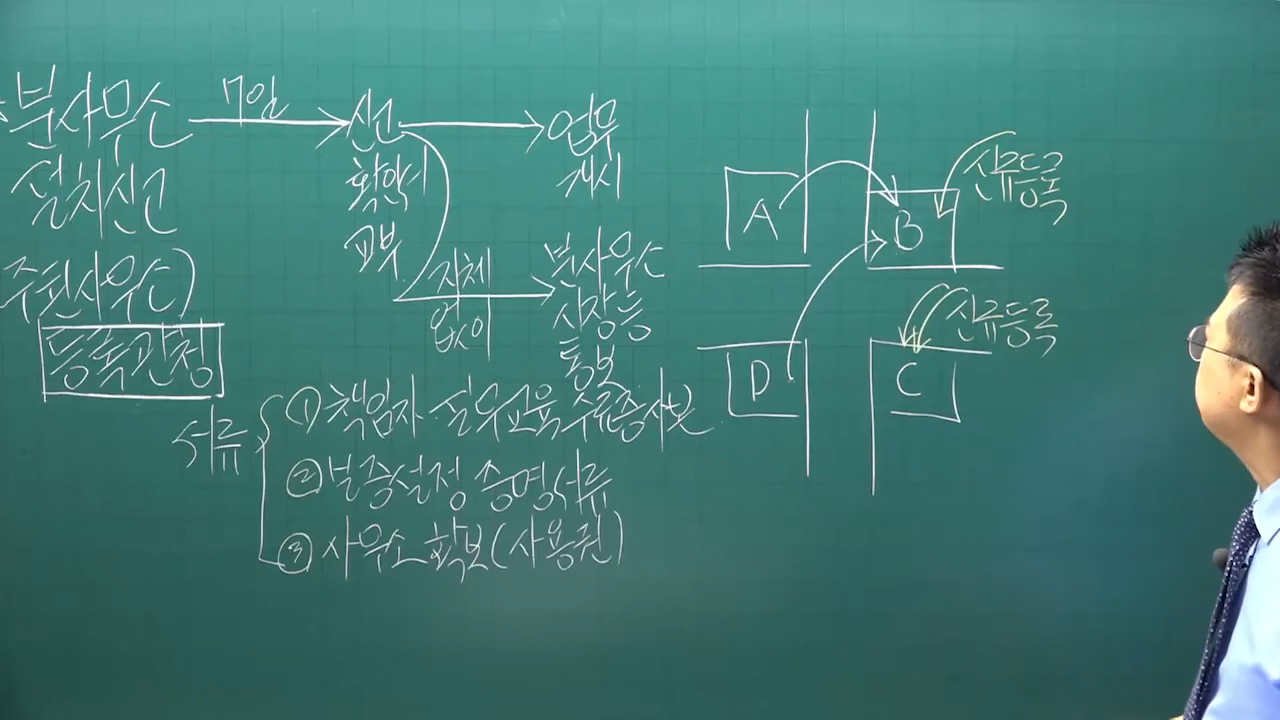 분사무소
설치신고
주된사무소)
등록관청
7일
신고
확인서
교부
업무
개시
지체
없이
분사무소
시장등
통보
서류
① 책임자 실무교육 수료증사본
② 보증설정 증명서류
③ 사무소확보(사용권)
A
B
신규등록
D
C
신규등록